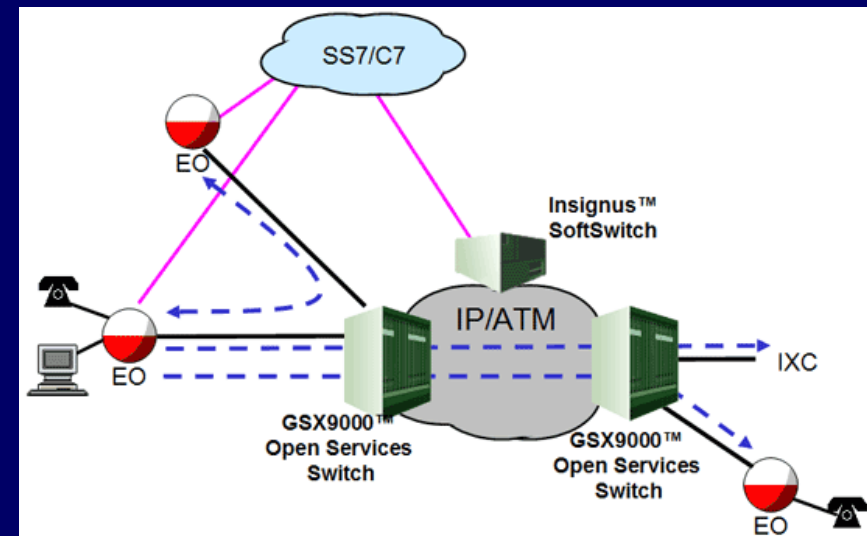 SS7/C7
EO
Insignus™
SoftSwitch
IP/ATM
EO
IXC
GSX9000™
Open Services
Switch
GSX9000™
Open Services
Switch
EO